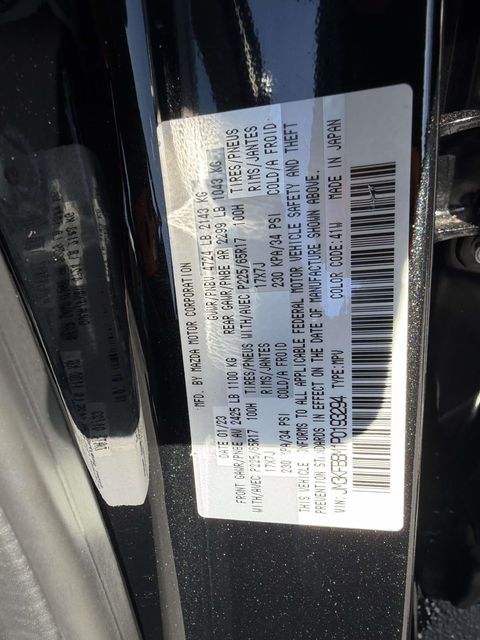 MFD. BY MAZDA MOTOR CORPORATION
DATE 01/23 GVWR/PNBV 4724 LB 2143 KG
FRONT GAWR/PNBE AV 2425 LB 1100 KG REAR GAWR/PNBE AR 2299 LB 1043 KG
WITH/AVEC P225/65R17 100H TIRES/PNEUS WITH/AVEC P225/65R17 100H TIRES/PNEUS
17X7J RIMS/JANTES 17X7J RIMS/JANTES
230 KPA/34 PSI COLD/A FROID 230 KPA/34 PSI COLD/A FROID
THIS VEHICLE CONFORMS TO ALL APPLICABLE FEDERAL MOTOR VEHICLE SAFETY AND THEFT
PREVENTION STANDARDS IN EFFECT ON THE DATE OF MANUFACTURE SHOWN ABOVE.
VIN: TYPE: MPV COLOR CODE: 41W MADE IN JAPAN